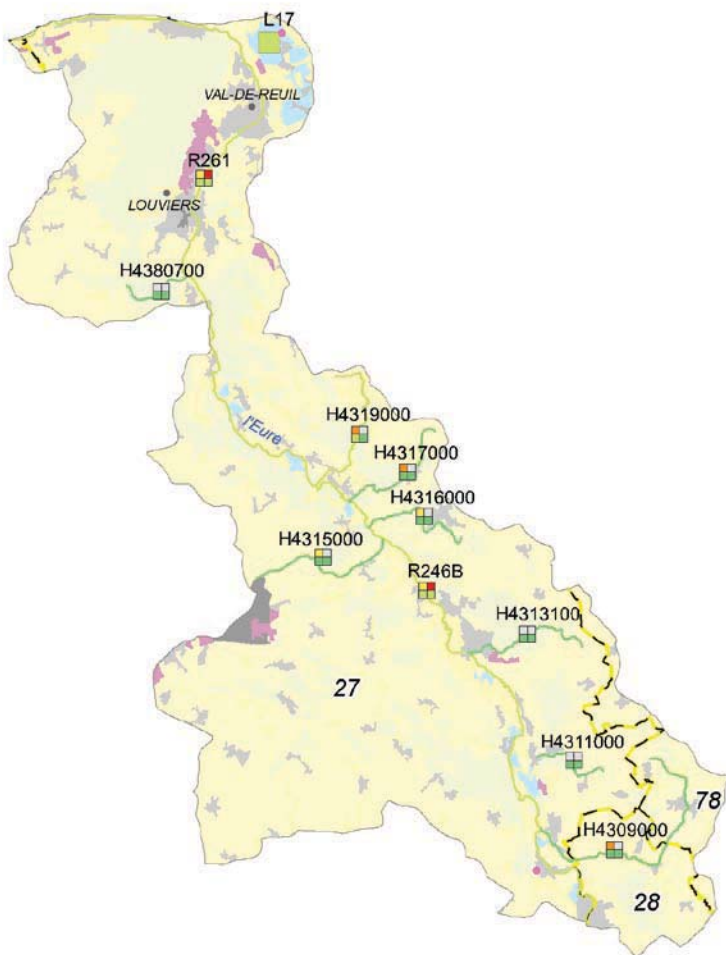 L17
VAL-DE-REUIL
R261
LOUVIERS
H4380700
l'Eure
H4319000
H4317000
H4316000
H4315000
R246B
H4313100
27
H4311000
78
H4309000
28